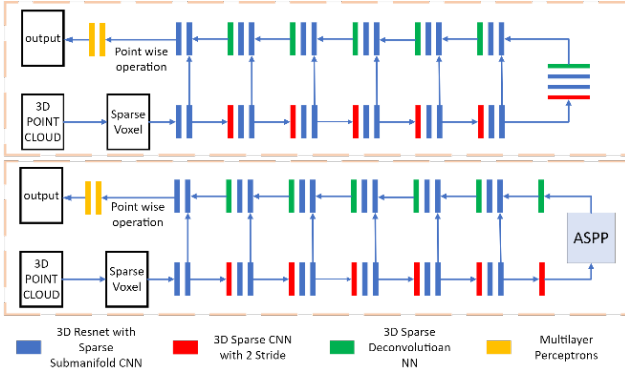 output
Point wise
operation
3D
POINT
CLOUD
Sparse
Voxel
output
Point wise
operation
ASPP
3D
POINT
CLOUD
Sparse
Voxel
3D Resnet with
Sparse
Submanifold CNN
3D Sparse CNN
with 2 Stride
3D Sparse
Deconvolutioan
NN
Multilayer
Perceptrons